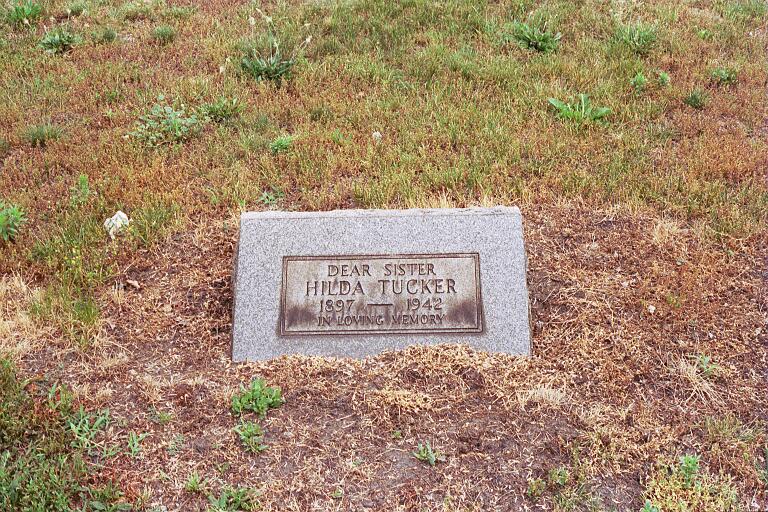 DEAR SISTER
HILDA TUCKER
1897 — 1942
IN LOVING MEMORY